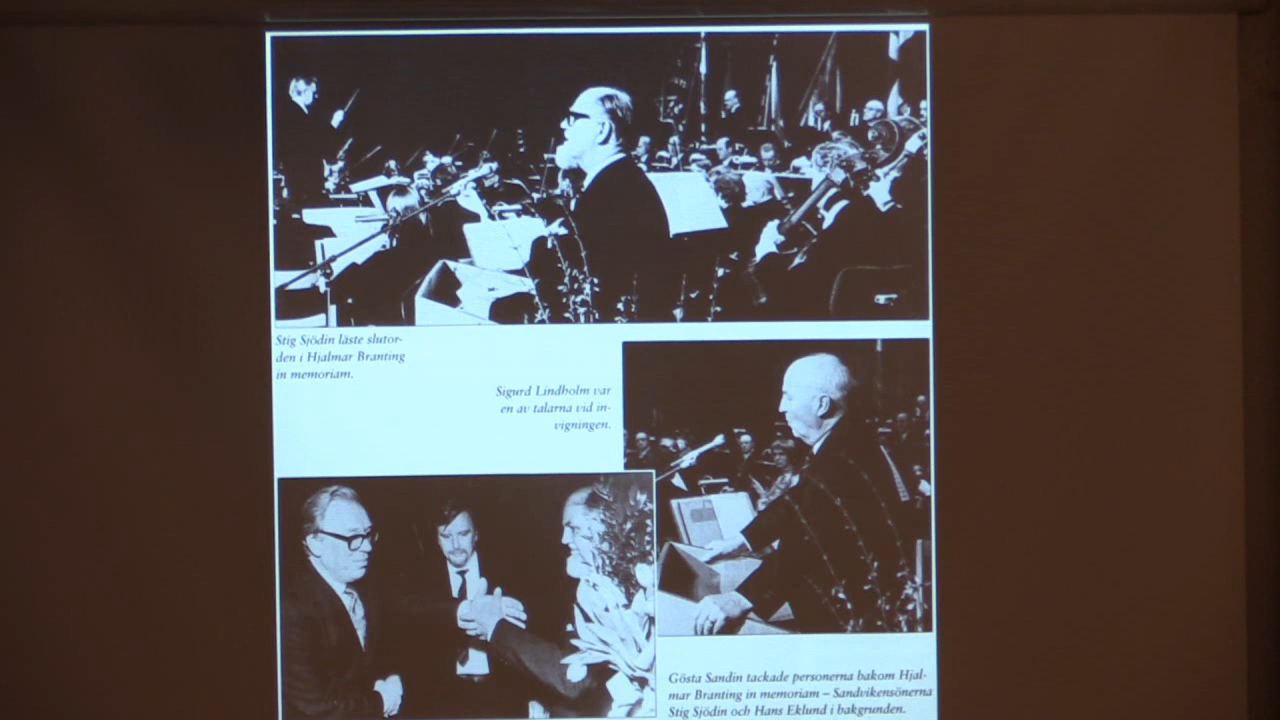 Stig Sjödin läste slutor-
den i Hjalmar Branting
in memoriam.
Sigurd Lindholm var
en av talarna vid in-
vigningen.
Gösta Sandin tackade personerna bakom Hjal-
mar Branting in memoriam – Sandvikensönerna
Stig Sjödin och Hans Eklund i bakgrunden.